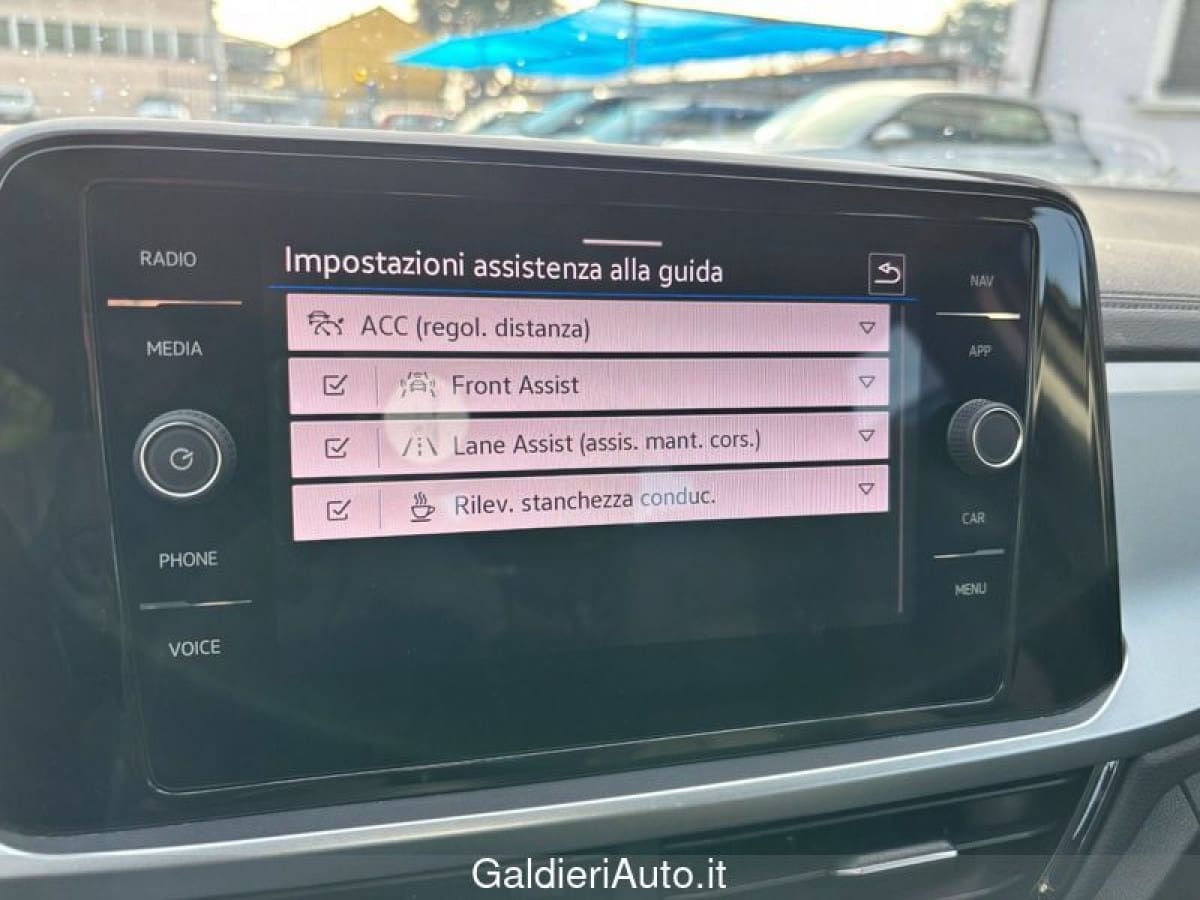 RADIO
MEDIA
PHONE
VOICE
Impostazioni assistenza alla guida
ACC (regol. distanza)
Front Assist
Lane Assist (assis. mant. cors.)
Rilev. stanchezza conduc.
NAV
APP
CAR
MENU
GaldieriAuto.it